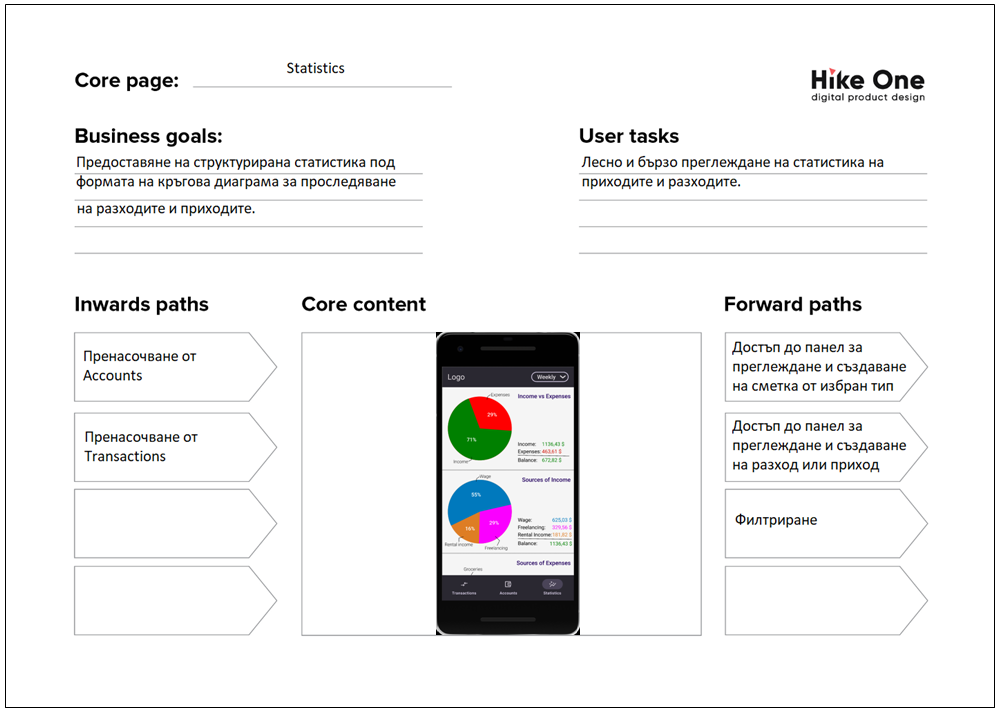 Core page:
Statistics
Hike One
digital product design
Business goals:
Предоставяне на структурирана статистика под
формата на кръгова диаграма за проследяване
на разходите и приходите.
User tasks
Лесно и бързо преглеждане на статистика на
приходите и разходите.
Inwards paths
Пренасочване от
Accounts
Пренасочване от
Transactions
Core content
Logo
Weekly
Expenses
Income vs Expenses
29%
71%
Income
Income: 1136,43 $
Expenses: 463,61 $
Balance: 672,82 $
Wage
Sources of Income
55%
29%
16%
Rental income
Freelancing
Wage: 625,03 $
Freelancing: 329,56 $
Rental Income: 181,82 $
Balance: 1136,43 $
Sources of Expenses
Groceries
Transactions
Accounts
Statistics
Forward paths
Достъп до панел за
преглеждане и създаване
на сметка от избран тип
Достъп до панел за
преглеждане и създаване
на разход или приход
Филтриране